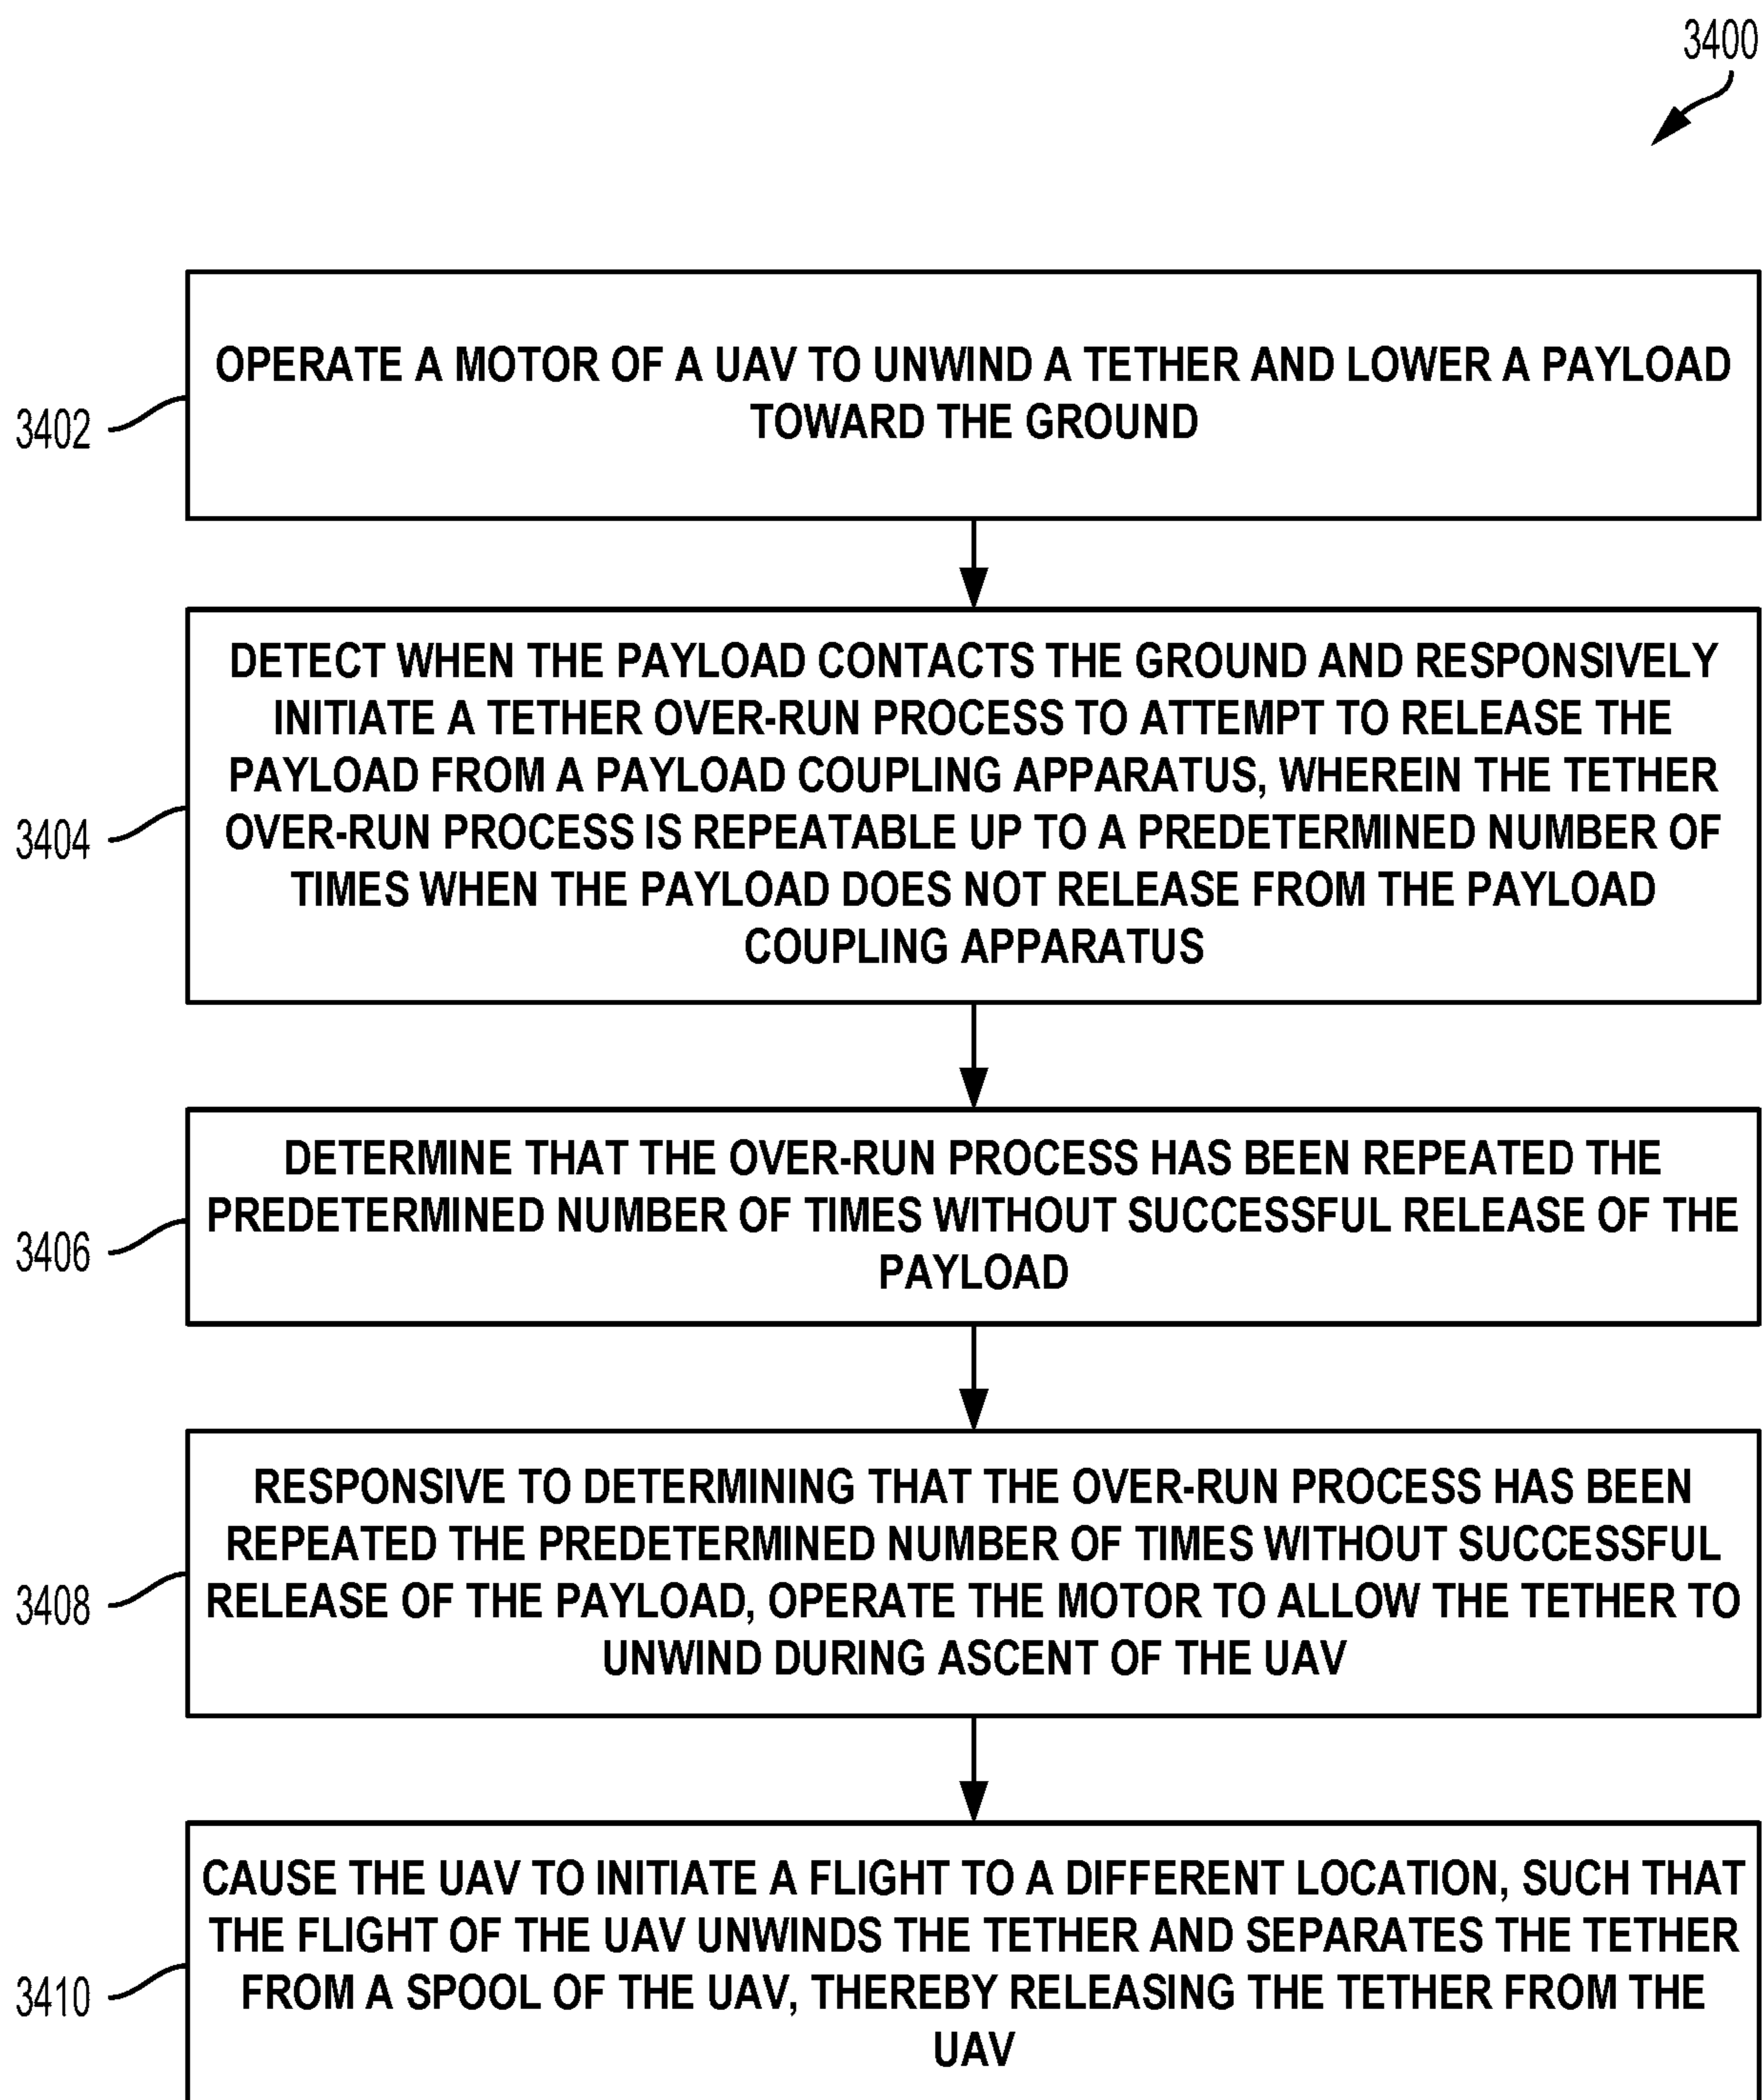 3400
OPERATE A MOTOR OF A UAV TO UNWIND A TETHER AND LOWER A PAYLOAD
TOWARD THE GROUND
3402
DETECT WHEN THE PAYLOAD CONTACTS THE GROUND AND RESPONSIVELY
INITIATE A TETHER OVER-RUN PROCESS TO ATTEMPT TO RELEASE THE
PAYLOAD FROM A PAYLOAD COUPLING APPARATUS, WHEREIN THE TETHER
OVER-RUN PROCESS IS REPEATABLE UP TO A PREDETERMINED NUMBER OF
TIMES WHEN THE PAYLOAD DOES NOT RELEASE FROM THE PAYLOAD
COUPLING APPARATUS
3404
DETERMINE THAT THE OVER-RUN PROCESS HAS BEEN REPEATED THE
PREDETERMINED NUMBER OF TIMES WITHOUT SUCCESSFUL RELEASE OF THE
PAYLOAD
3406
RESPONSIVE TO DETERMINING THAT THE OVER-RUN PROCESS HAS BEEN
REPEATED THE PREDETERMINED NUMBER OF TIMES WITHOUT SUCCESSFUL
RELEASE OF THE PAYLOAD, OPERATE THE MOTOR TO ALLOW THE TETHER TO
UNWIND DURING ASCENT OF THE UAV
3408
CAUSE THE UAV TO INITIATE A FLIGHT TO A DIFFERENT LOCATION, SUCH THAT
THE FLIGHT OF THE UAV UNWINDS THE TETHER AND SEPARATES THE TETHER
FROM A SPOOL OF THE UAV, THEREBY RELEASING THE TETHER FROM THE
UAV
3410